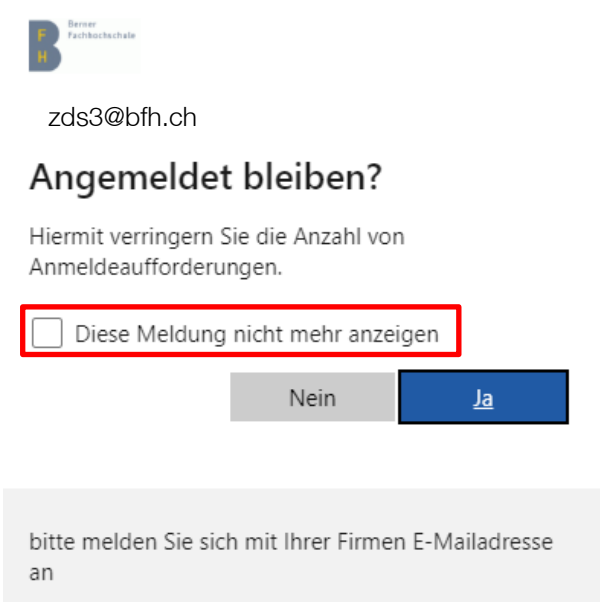 B
F
H
Berner
Fachhochschule
zds3@bfh.ch
Angemeldet bleiben?
Hiermit verringern Sie die Anzahl von
Anmeldeaufforderungen.
Diese Meldung nicht mehr anzeigen
Nein Ja
bitte melden Sie sich mit Ihrer Firmen E-Mailadresse
an